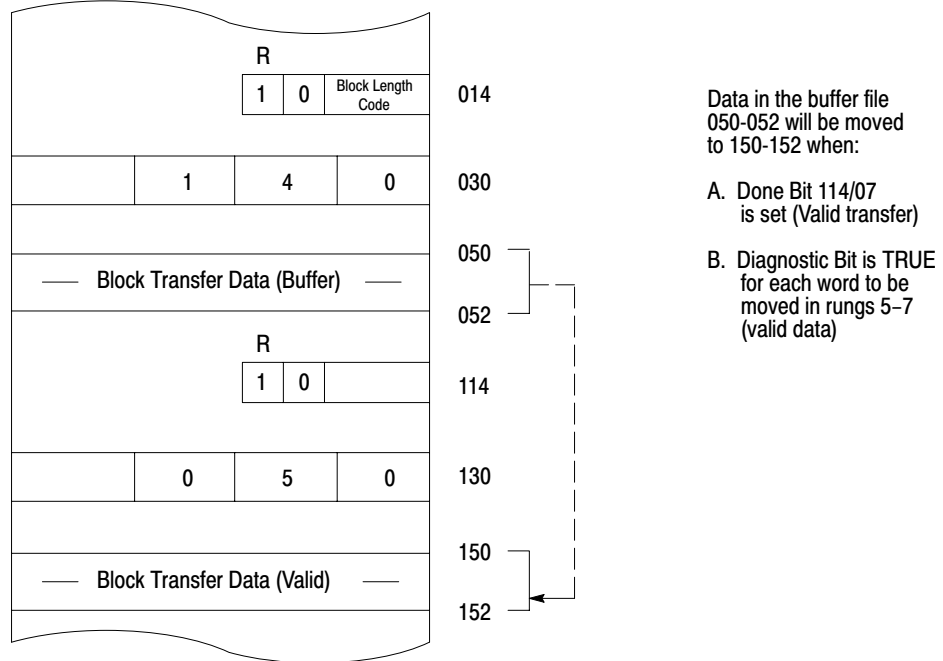 R
1 0 Block Length Code 014
1 4 0 030
050
Block Transfer Data (Buffer)
052
R
1 0 114
0 5 0 130
150
Block Transfer Data (Valid)
152
Data in the buffer file
050-052 will be moved
to 150-152 when:
A. Done Bit 114/07
is set (Valid transfer)
B. Diagnostic Bit is TRUE
for each word to be
moved in rungs 5–7
(valid data)